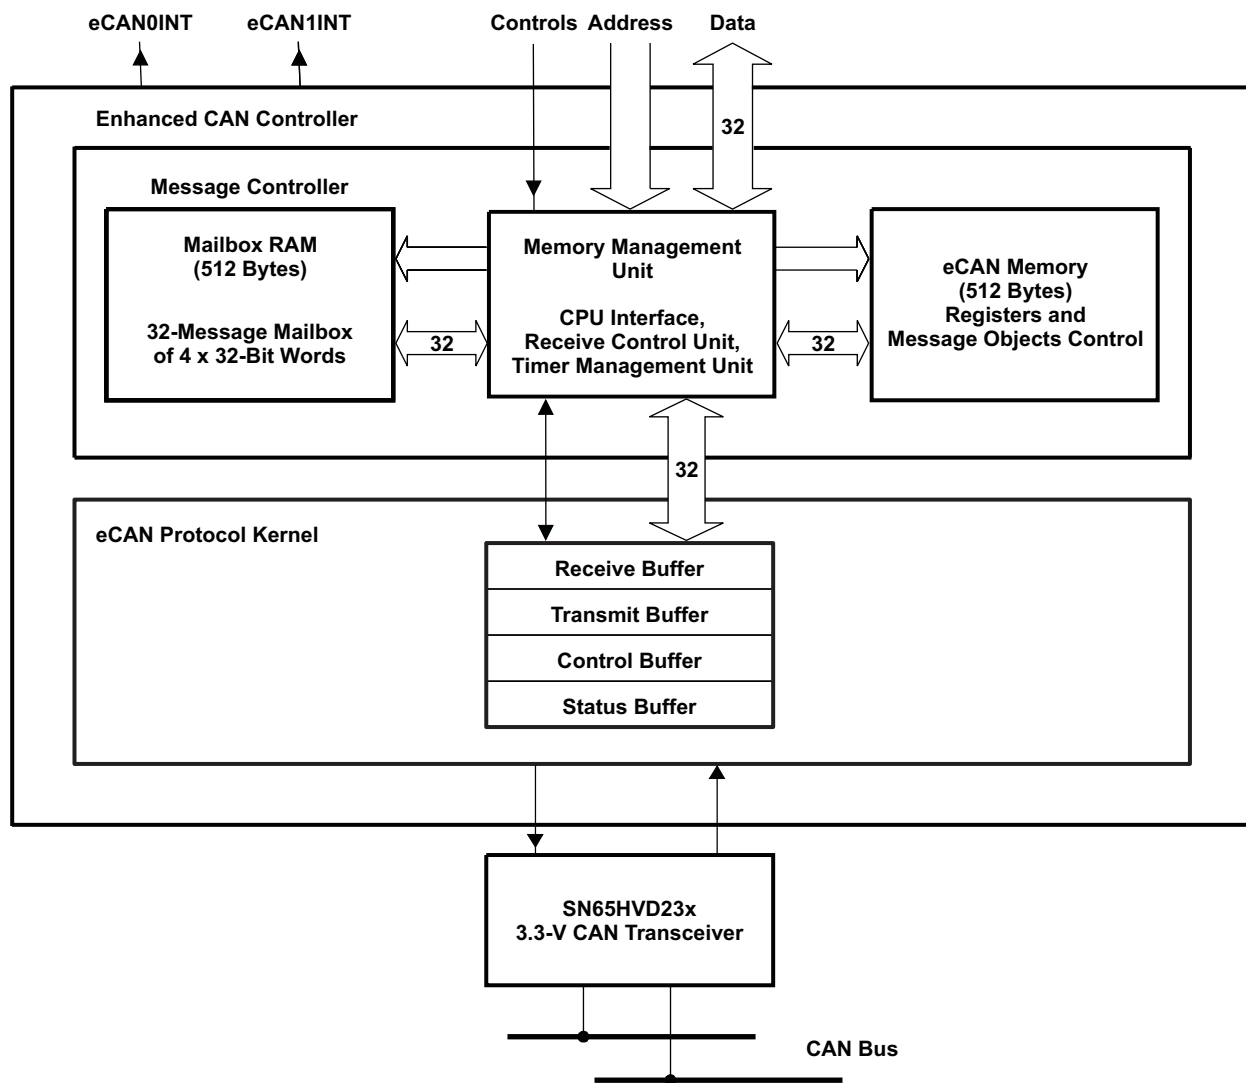 eCAN0INT
eCAN1INT
Controls
Address
Data
32
Enhanced CAN Controller
Message Controller
Mailbox RAM
(512 Bytes)
32-Message Mailbox
of 4 x 32-Bit Words
32
Memory Management
Unit
CPU Interface,
Receive Control Unit,
Timer Management Unit
32
eCAN Memory
(512 Bytes)
Registers and
Message Objects Control
32
eCAN Protocol Kernel
Receive Buffer
Transmit Buffer
Control Buffer
Status Buffer
SN65HVD23x
3.3-V CAN Transceiver
CAN Bus